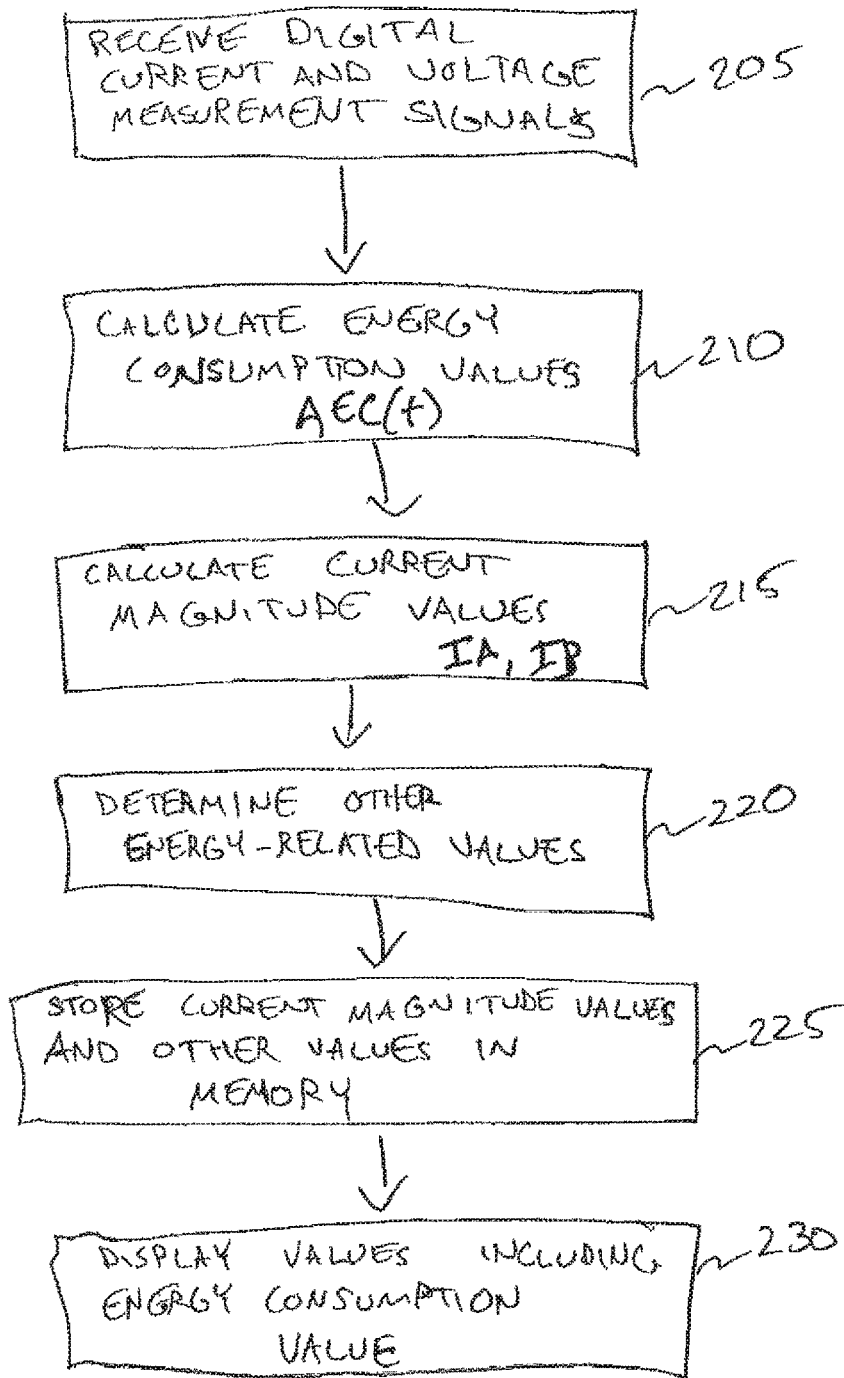 RECEIVE DIGITAL
CURRENT AND VOLTAGE
MEASUREMENT SIGNALS
205
CALCULATE ENERGY
CONSUMPTION VALUES
AEC(t)
210
CALCULATE CURRENT
MAGNITUDE VALUES
IA, IB
215
DETERMINE OTHER
ENERGY-RELATED VALUES
220
STORE CURRENT MAGNITUDE VALUES
AND OTHER VALUES IN
MEMORY
225
DISPLAY VALUES INCLUDING
ENERGY CONSUMPTION
VALUE
230